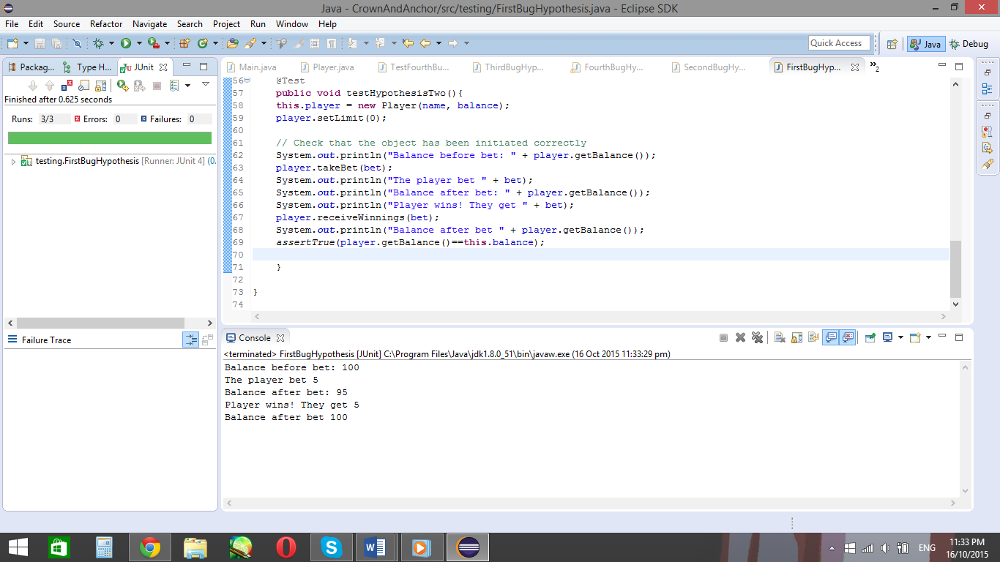 Java - CrownAndAnchor/src/testing/FirstBugHypothesis.java - Eclipse SDK
File Edit Source Refactor Navigate Search Project Run Window Help
Quick Access Java Debug
Packag... Type H... JUnit
Finished after 0.625 seconds
Runs: 3/3 Errors: 0 Failures: 0
testing.FirstBugHypothesis [Runner: JUnit 4] (0.
Failure Trace
Main.java Player.java TestFourthBu... ThirdBugHyp... FourthBugHy... SecondBugHy... FirstBugHyp... »2
56 @Test
57 public void testHypothesisTwo(){
58 this.player = new Player(name, balance);
59 player.setLimit(0);
60
61 // Check that the object has been initiated correctly
62 System.out.println("Balance before bet: " + player.getBalance());
63 player.takeBet(bet);
64 System.out.println("The player bet " + bet);
65 System.out.println("Balance after bet: " + player.getBalance());
66 System.out.println("Player wins! They get " + bet);
67 player.receiveWinnings(bet);
68 System.out.println("Balance after bet " + player.getBalance());
69 assertTrue(player.getBalance()==this.balance);
70
71 }
72
73 }
74
Console
<terminated> FirstBugHypothesis [JUnit] C:\Program Files\Java\jdk1.8.0_51\bin\javaw.exe (16 Oct 2015 11:33:29 pm)
Balance before bet: 100
The player bet 5
Balance after bet: 95
Player wins! They get 5
Balance after bet 100
ENG
11:33 PM
16/10/2015